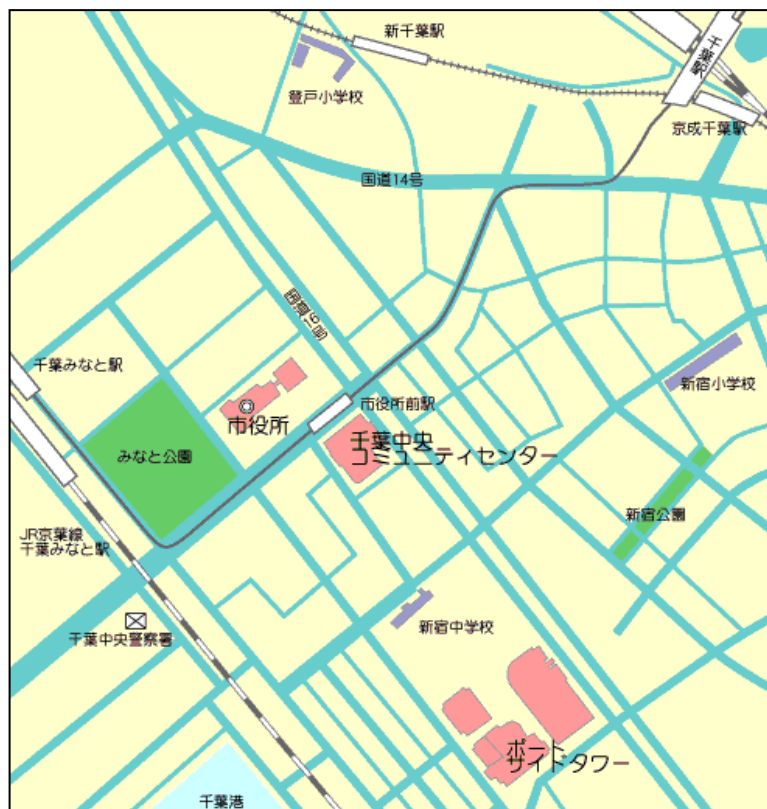 新千葉駅
千葉駅
登戸小学校
京成千葉駅
国道14号
国道16号
千葉みなと駅
新宿小学校
市役所前駅
市役所
千葉中央
コミュニティセンター
みなと公園
新宿公園
JR京葉線
千葉みなと駅
千葉中央警察署
新宿中学校
ポート
サイドタワー
千葉港